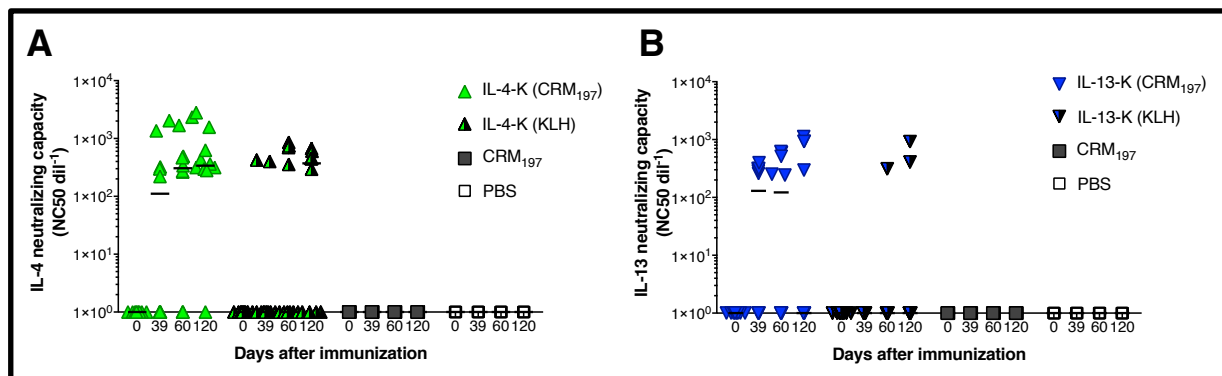 A
IL-4 neutralizing capacity
(NC50 dil⁻¹)
1×10⁴
1×10³
1×10²
1×10¹
1×10⁰
0 39 60 120 0 39 60 120 0 39 60 120 0 39 60 120
Days after immunization
IL-4-K (CRM₁₉₇)
IL-4-K (KLH)
CRM₁₉₇
PBS
B
IL-13 neutralizing capacity
(NC50 dil⁻¹)
1×10⁴
1×10³
1×10²
1×10¹
1×10⁰
0 39 60 120 0 39 60 120 0 39 60 120 0 39 60 120
Days after immunization
IL-13-K (CRM₁₉₇)
IL-13-K (KLH)
CRM₁₉₇
PBS